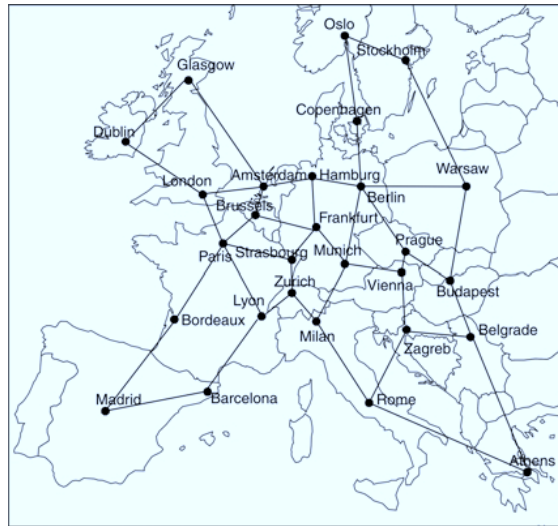 Oslo
Stockholm
Glasgow
Copenhagen
Dublin
Amsterdam
Hamburg
Warsaw
London
Berlin
Brussels
Frankfurt
Paris
Strasbourg
Munich
Prague
Zurich
Vienna
Budapest
Lyon
Bordeaux
Milan
Zagreb
Belgrade
Madrid
Barcelona
Rome
Athens